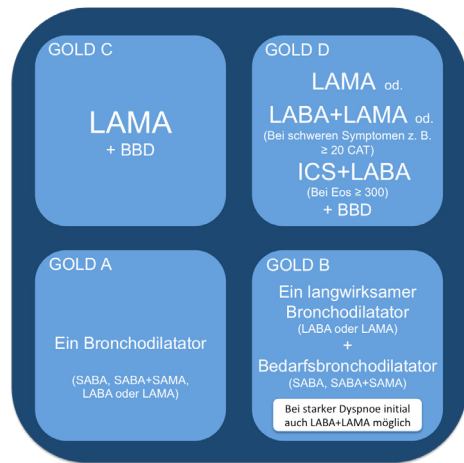 GOLD C
LAMA
+ BBD
GOLD D
LAMA od.
LABA+LAMA od.
(Bei schweren Symptomen z. B.
≥ 20 CAT)
ICS+LABA
(Bei Eos ≥ 300)
+ BBD
GOLD A
Ein Bronchodilatator
(SABA, SABA+SAMA,
LABA oder LAMA)
GOLD B
Ein langwirksamer
Bronchodilatator
(LABA oder LAMA)
+
Bedarfsbronchodilatator
(SABA, SABA+SAMA)
Bei starker Dyspnoe initial
auch LABA+LAMA möglich